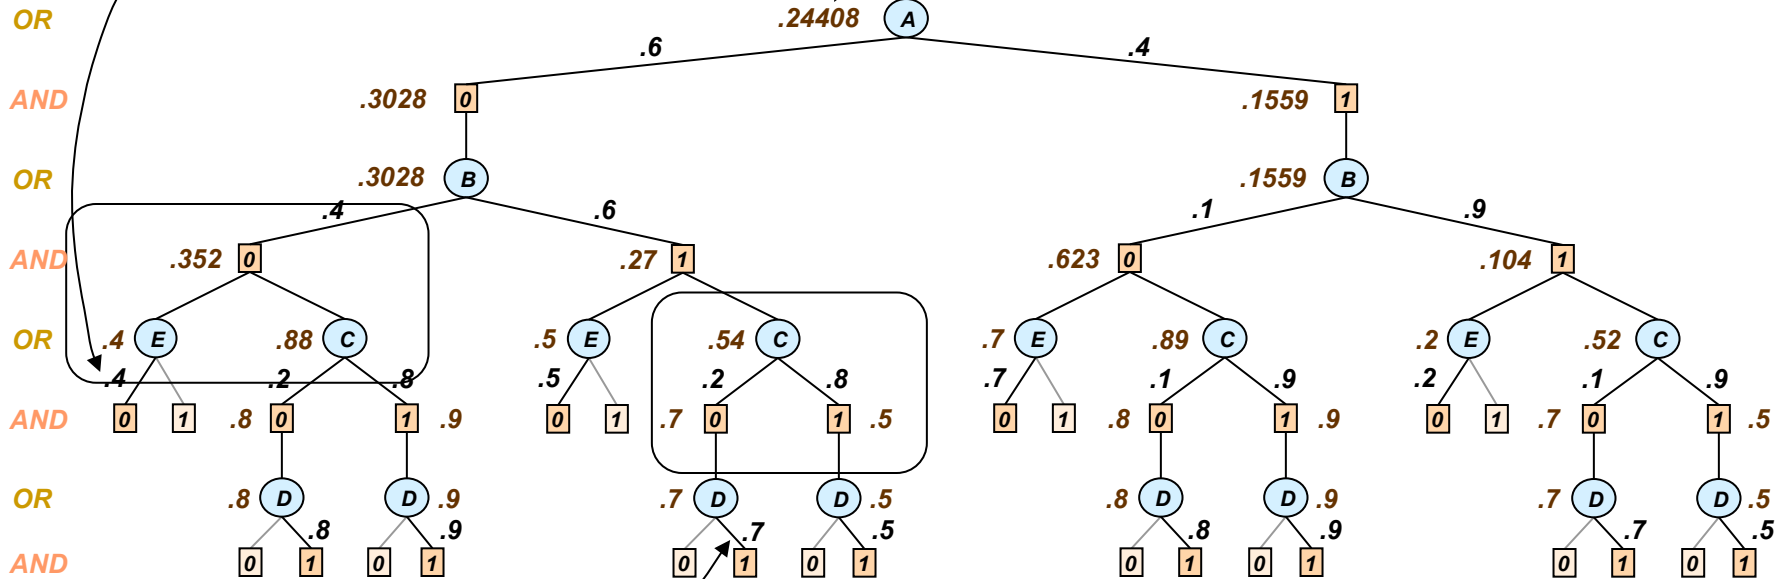 OR .24408 A
.6 .4
AND .3028 0 .1559 1
OR .3028 B .1559 B
.4 .6 .1 .9
AND .352 0 .27 1 .623 0 .104 1
OR .4 E .88 C .5 E .54 C .7 E .89 C .2 E .52 C
.4 .2 .8 .5 .2 .8 .7 .1 .9 .2 .1 .9
AND 0 1 .8 0 1 .9 0 1 .7 0 1 .5 0 1 .8 0 1 .9 0 1 .7 0 1 .5
OR .8 D D .9 .7 D D .5 .8 D D .9 .7 D D .5
.8 .9 .7 .5 .8 .9 .7 .5
AND 0 1 0 1 0 1 0 1 0 1 0 1 0 1 0 1